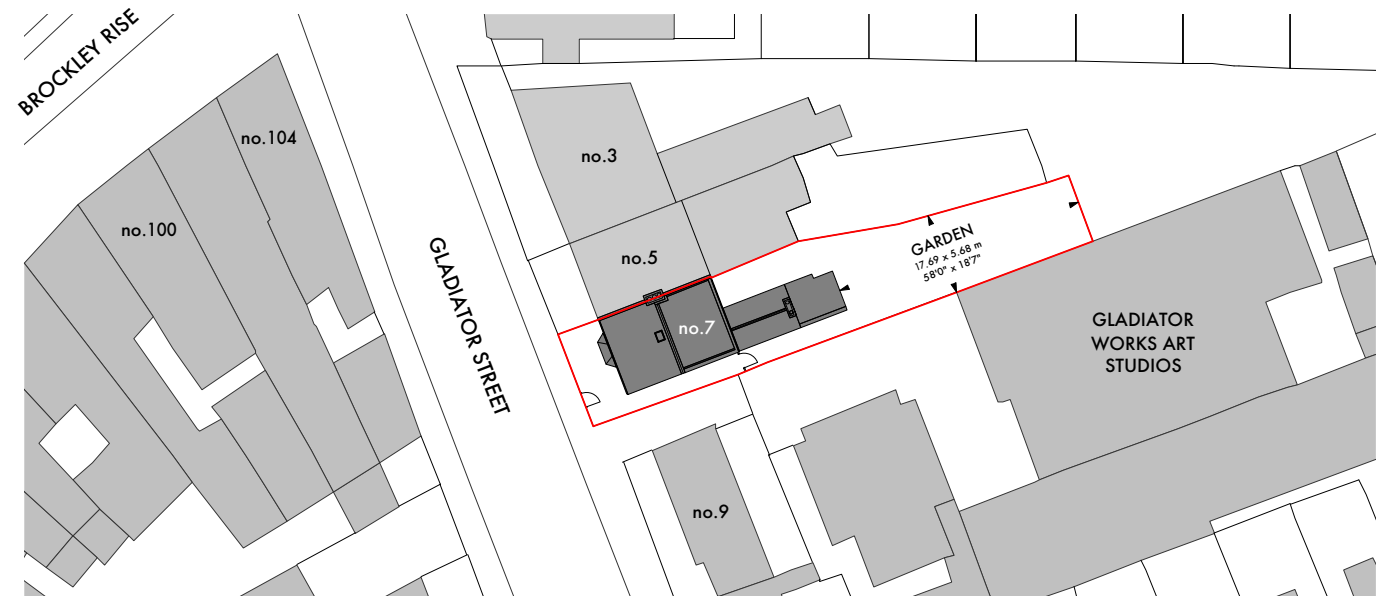 BROCKLEY RISE
no.104
no.3
no.100
GLADIATOR STREET
no.5
GARDEN
17.69 x 5.68 m
58'0" x 18'7"
no.7
GLADIATOR
WORKS ART
STUDIOS
no.9